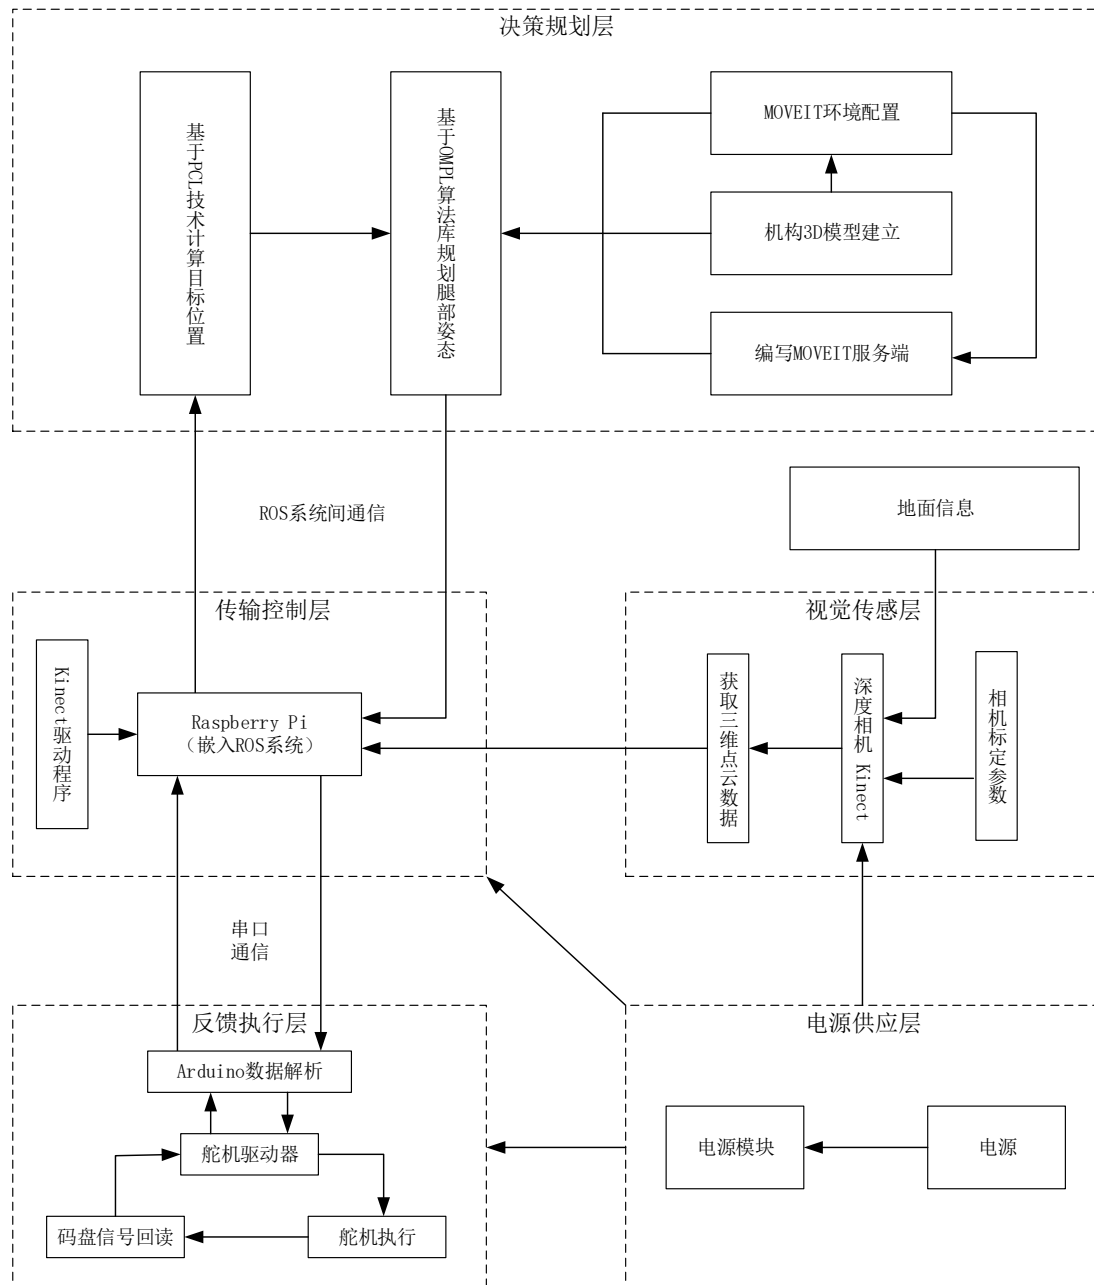 决策规划层
基于PCL技术计算目标位置
基于OMPL算法库规划腿部姿态
MOVEIT环境配置
机构3D模型建立
编写MOVEIT服务端
ROS系统间通信
地面信息
传输控制层
Kinect驱动程序
Raspberry Pi
（嵌入ROS系统）
视觉传感层
获取三维点云数据
深度相机 Kinect
相机标定参数
串口
通信
反馈执行层
Arduino数据解析
舵机驱动器
码盘信号回读
舵机执行
电源供应层
电源模块
电源